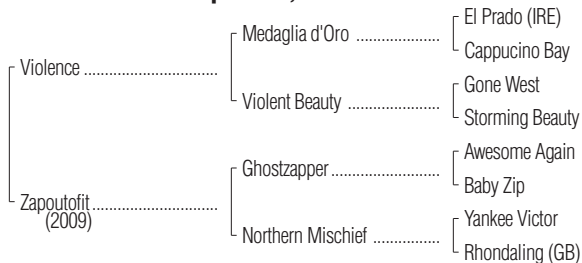 El Prado (IRE)
Medaglia d'Oro ....................
Cappucino Bay
Violence ................................
Gone West
Violent Beauty ....................
Storming Beauty
Awesome Again
Ghostzapper ........................
Baby Zip
Zapoutofit ..............................
(2009)
Yankee Victor
Northern Mischief ................
Rhondaling (GB)